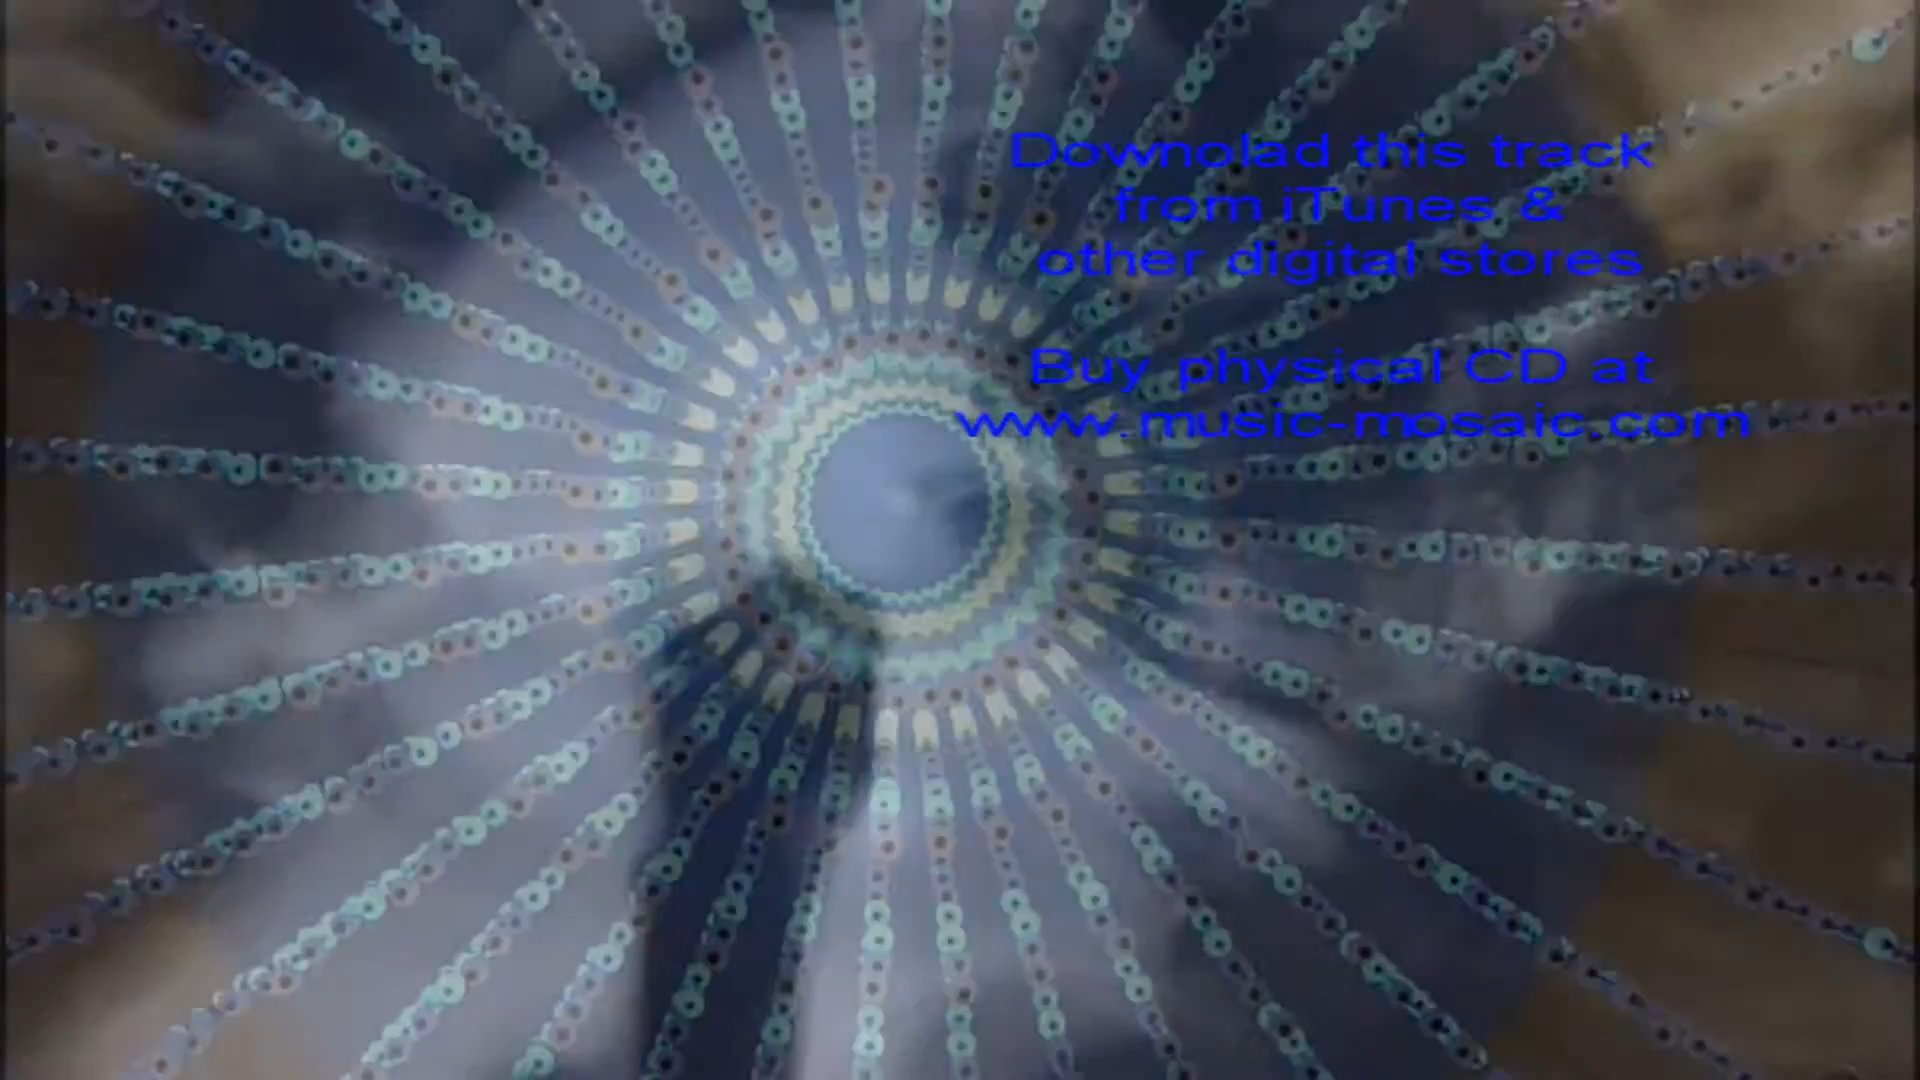 Downolad this track
from iTunes &
other digital stores
Buy physical CD at
www.music-mosaic.com